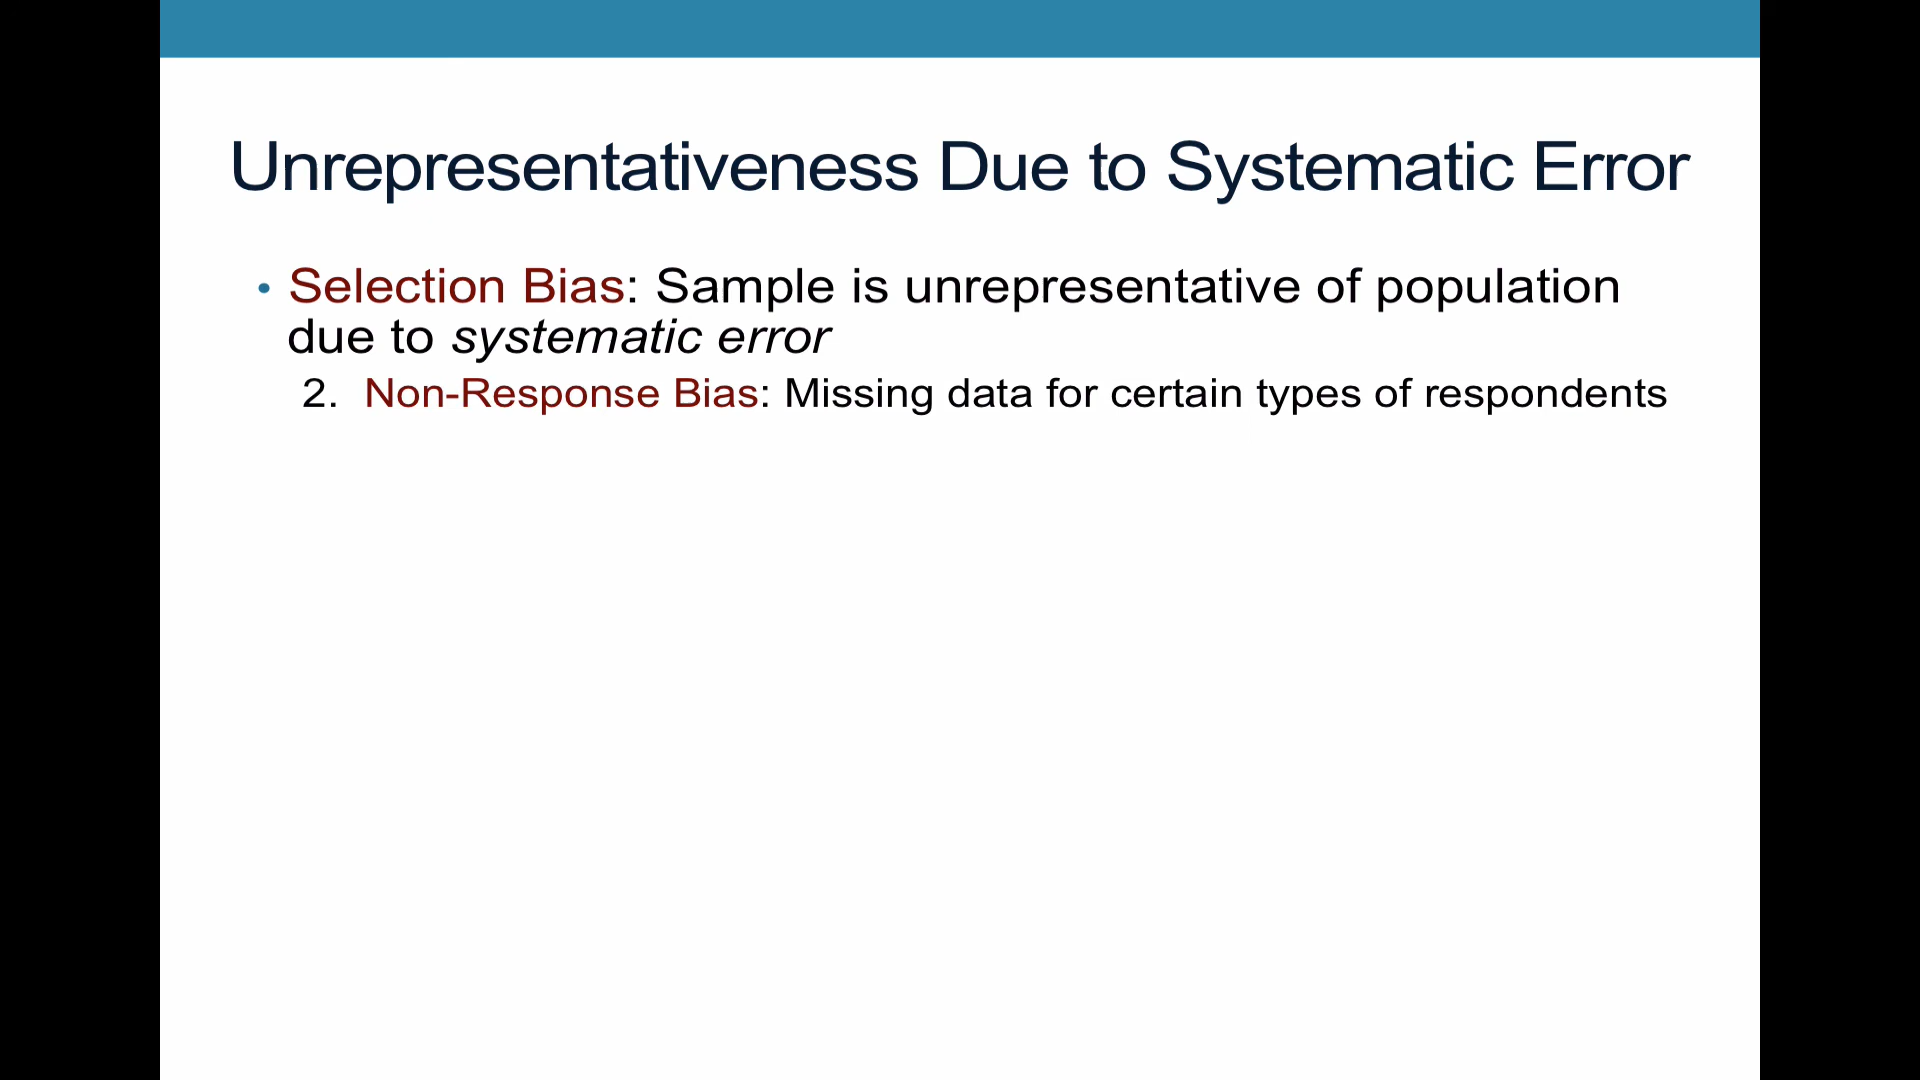 Unrepresentativeness Due to Systematic Error
• Selection Bias: Sample is unrepresentative of population
due to systematic error
2. Non-Response Bias: Missing data for certain types of respondents